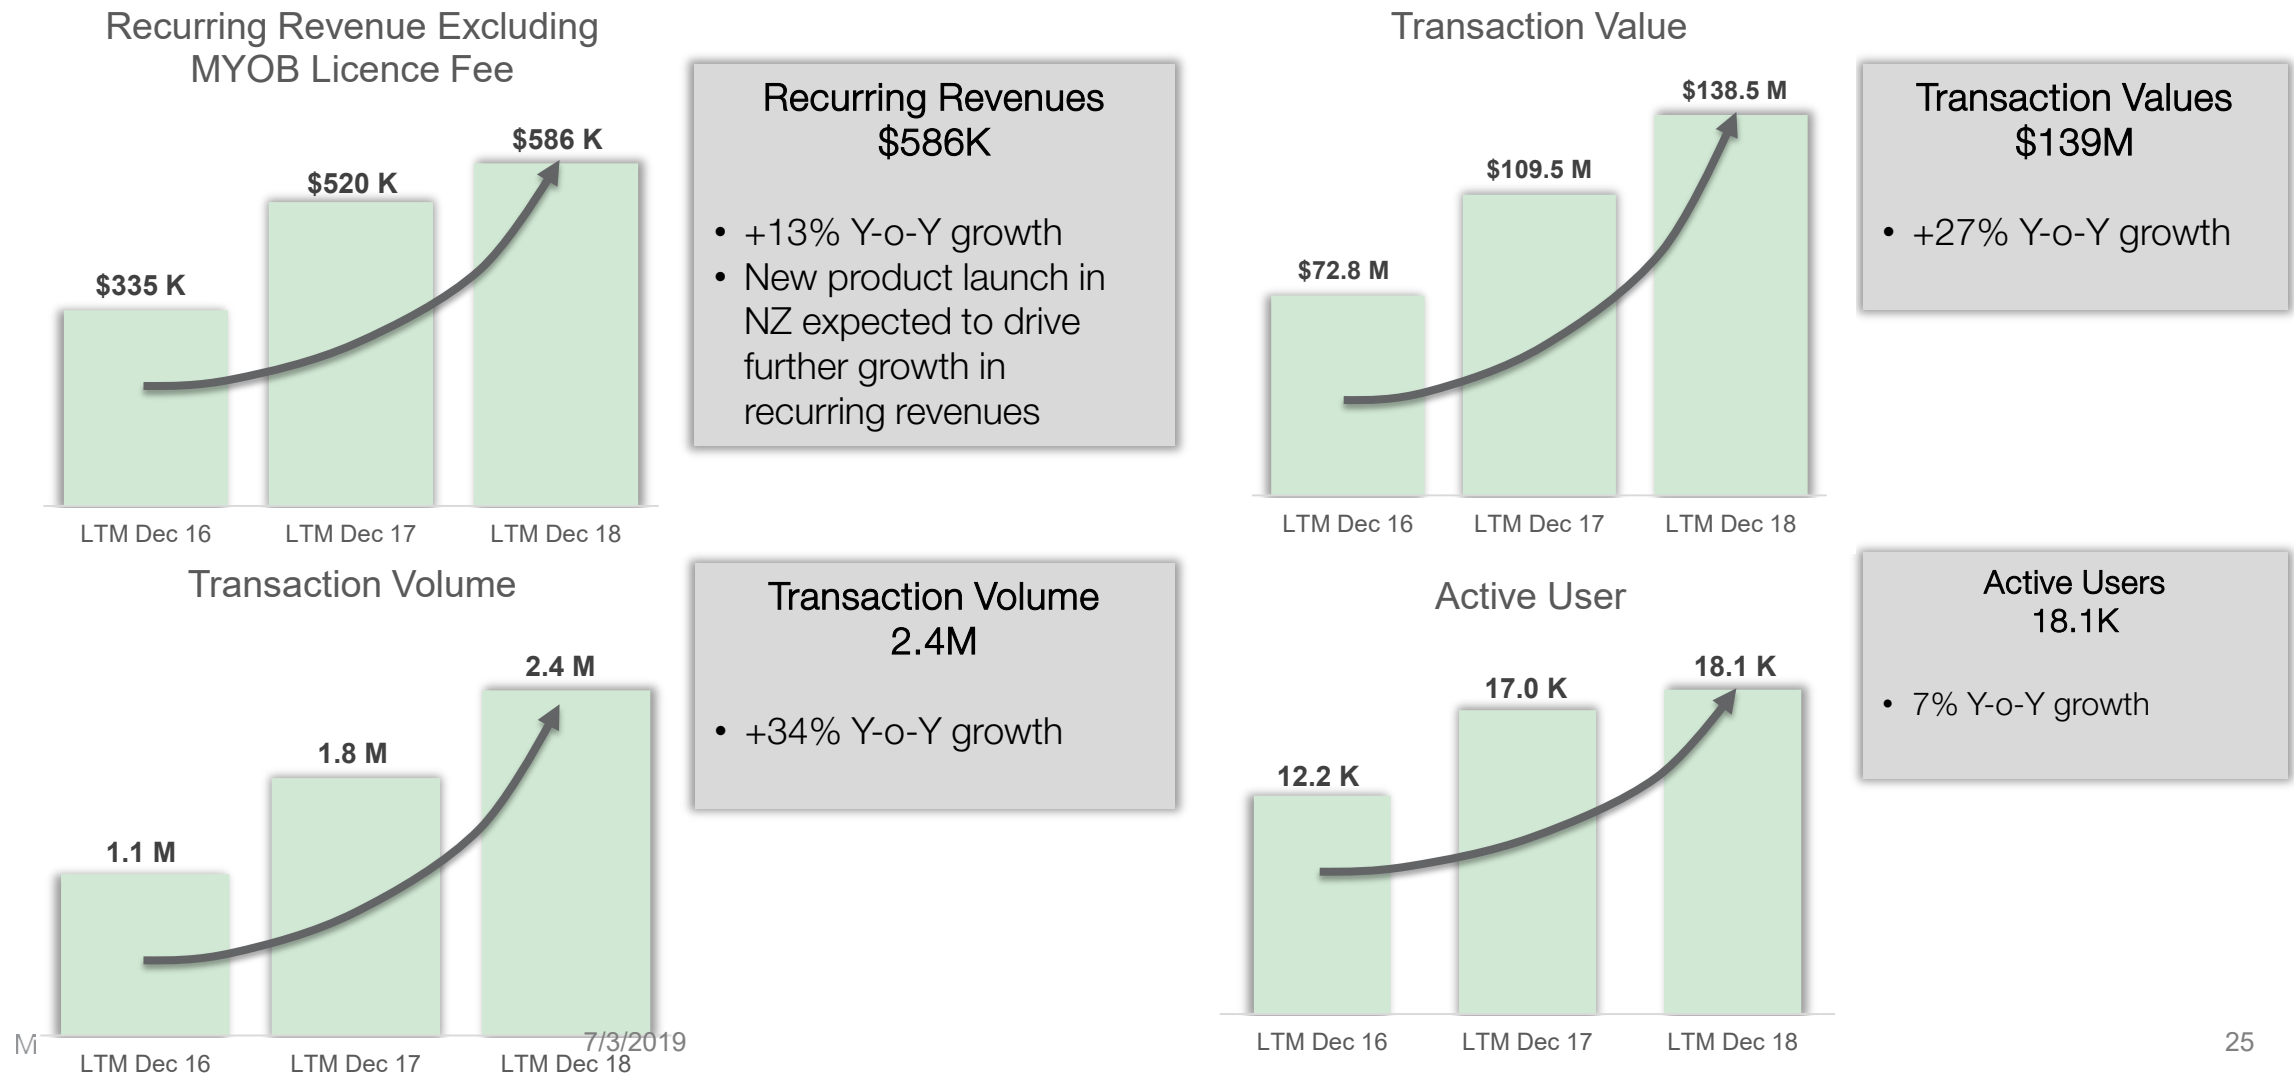 Recurring Revenue Excluding
MYOB Licence Fee
$335 K
$520 K
$586 K
LTM Dec 16
LTM Dec 17
LTM Dec 18
Recurring Revenues
$586K
• +13% Y-o-Y growth
• New product launch in
NZ expected to drive
further growth in
recurring revenues
Transaction Value
$72.8 M
$109.5 M
$138.5 M
LTM Dec 16
LTM Dec 17
LTM Dec 18
Transaction Values
$139M
• +27% Y-o-Y growth
Transaction Volume
1.1 M
1.8 M
2.4 M
LTM Dec 16
LTM Dec 17
LTM Dec 18
Transaction Volume
2.4M
• +34% Y-o-Y growth
Active User
12.2 K
17.0 K
18.1 K
LTM Dec 16
LTM Dec 17
LTM Dec 18
Active Users
18.1K
• 7% Y-o-Y growth
M
7/3/2019
25